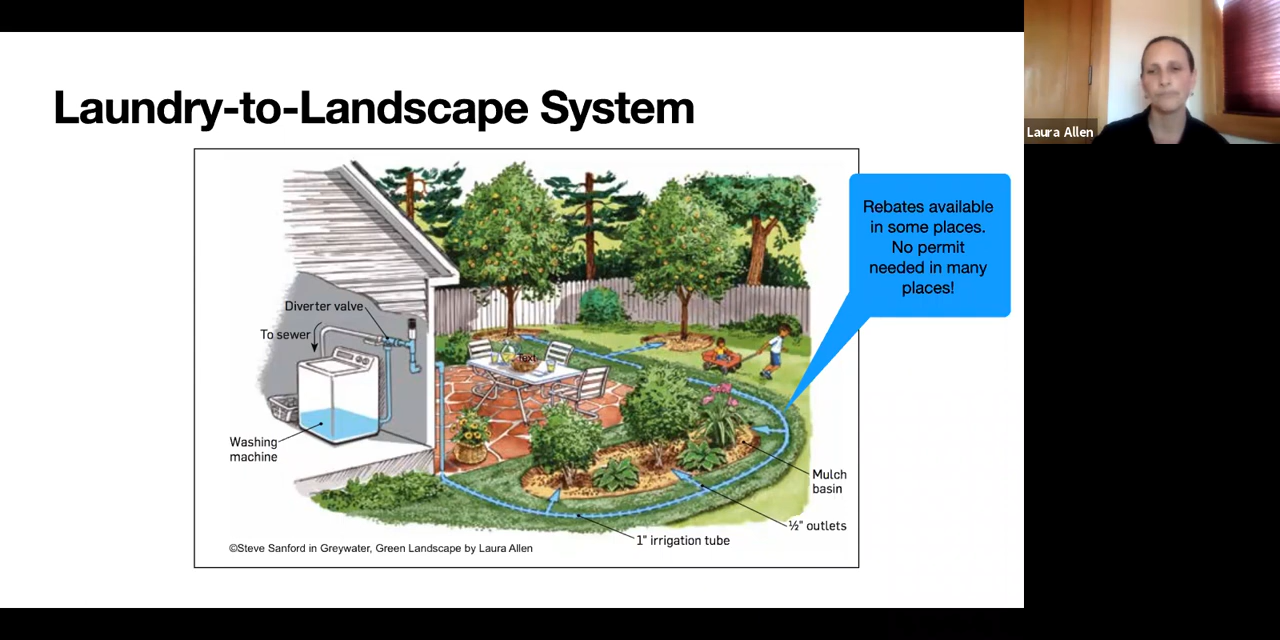 Laundry-to-Landscape System
Laura Allen
Rebates available
in some places.
No permit
needed in many
places!
Diverter valve
To sewer
Text
Washing
machine
Mulch
basin
½" outlets
1" irrigation tube
©Steve Sanford in Greywater, Green Landscape by Laura Allen